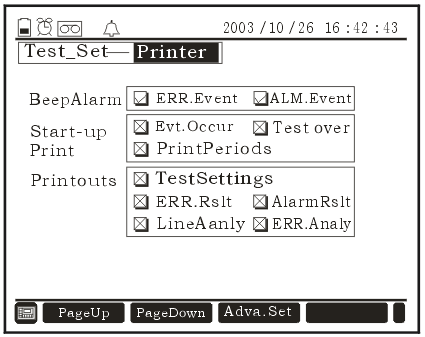 2003/10/26 16:42:43
Test_Set Printer
BeepAlarm ERR.Event ALM.Event
Start-up Print Evt.Occur Test over
PrintPeriods
Printouts TestSettings
ERR.Rslt AlarmRslt
LineAanly ERR.Analy
PageUp PageDown Adva.Set